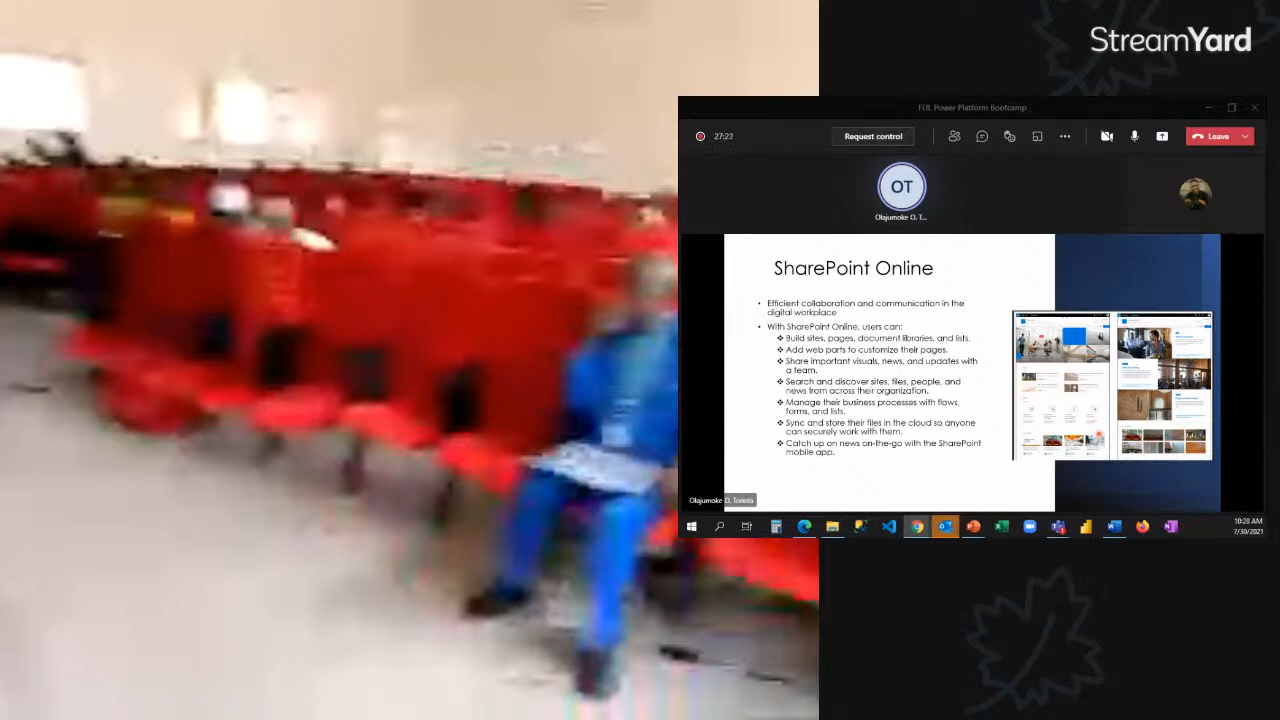 StreamYard
FUL Power Platform Bootcamp
27:22
Request control
Leave
OT
Olajumoke O. T...
SharePoint Online
• Efficient collaboration and communication in the
digital workplace
• With SharePoint Online, users can:
❖ Build sites, pages, document libraries, and lists.
❖ Add web parts to customize their pages.
❖ Share important visuals, news, and updates with
a team.
❖ Search and discover sites, files, people, and
news from across their organization.
❖ Manage their business processes with flows,
forms, and lists.
❖ Sync and store their files in the cloud so anyone
can securely work with them.
❖ Catch up on news on-the-go with the SharePoint
mobile app.
Olajumoke O. Toriola
10:28 AM
7/30/2021